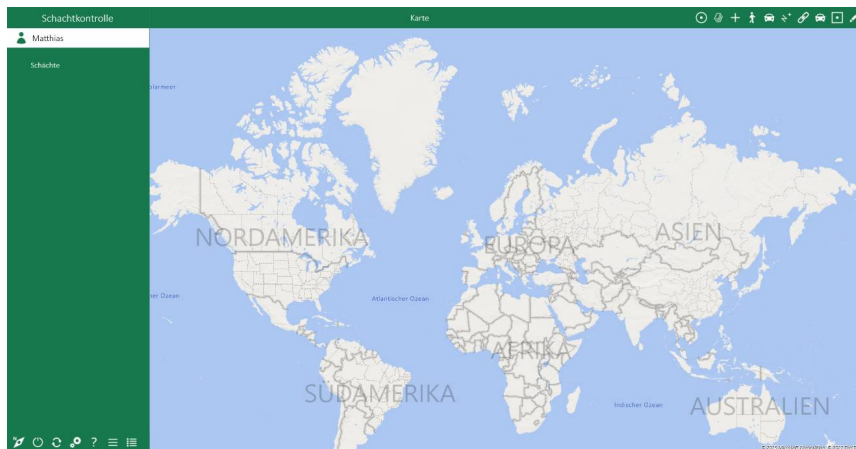 Schachtkontrolle
Karte
Matthias
Schächte
NORDAMERIKA
EUROPA
ASIEN
Atlantischer Ozean
AFRIKA
SÜDAMERIKA
Indischer Ozean
AUSTRALIEN